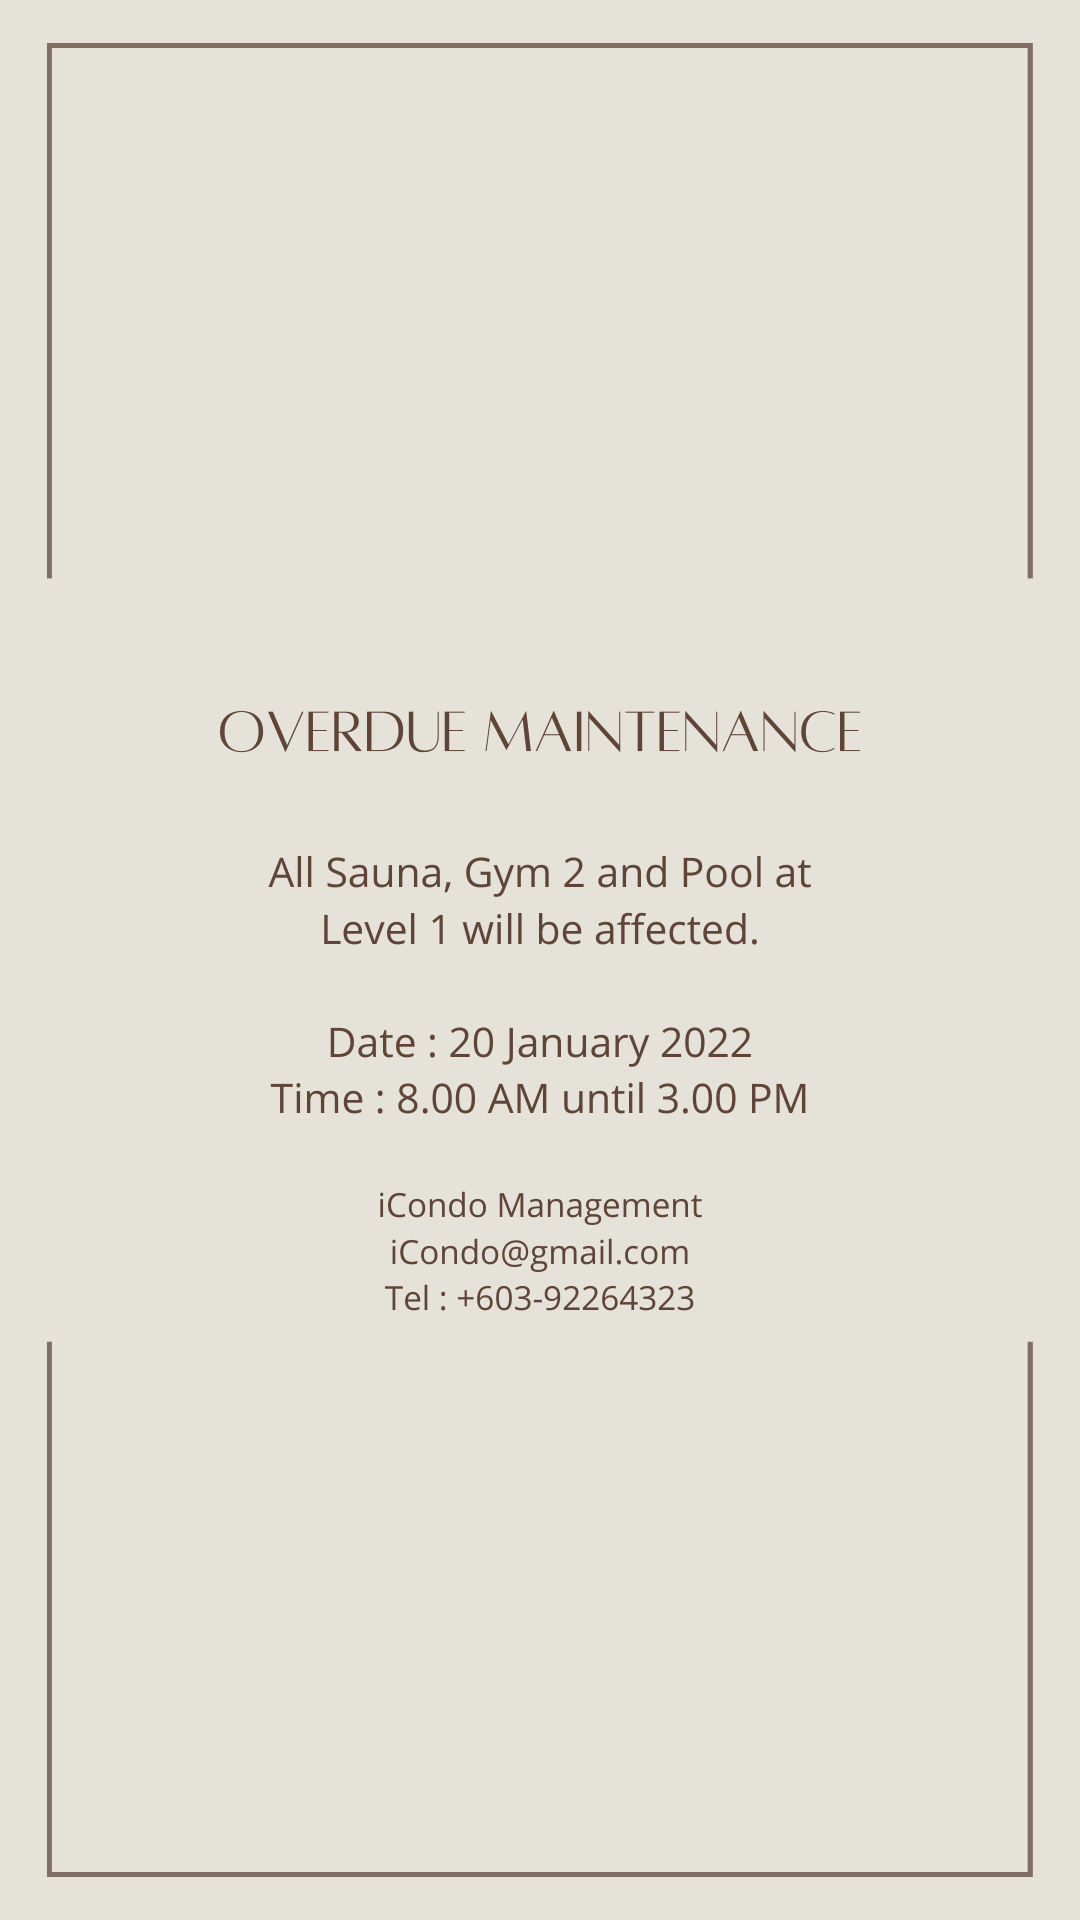 OVERDUE MAINTENANCE
All Sauna, Gym 2 and Pool at
Level 1 will be affected.
Date : 20 January 2022
Time : 8.00 AM until 3.00 PM
iCondo Management
iCondo@gmail.com
Tel : +603-92264323